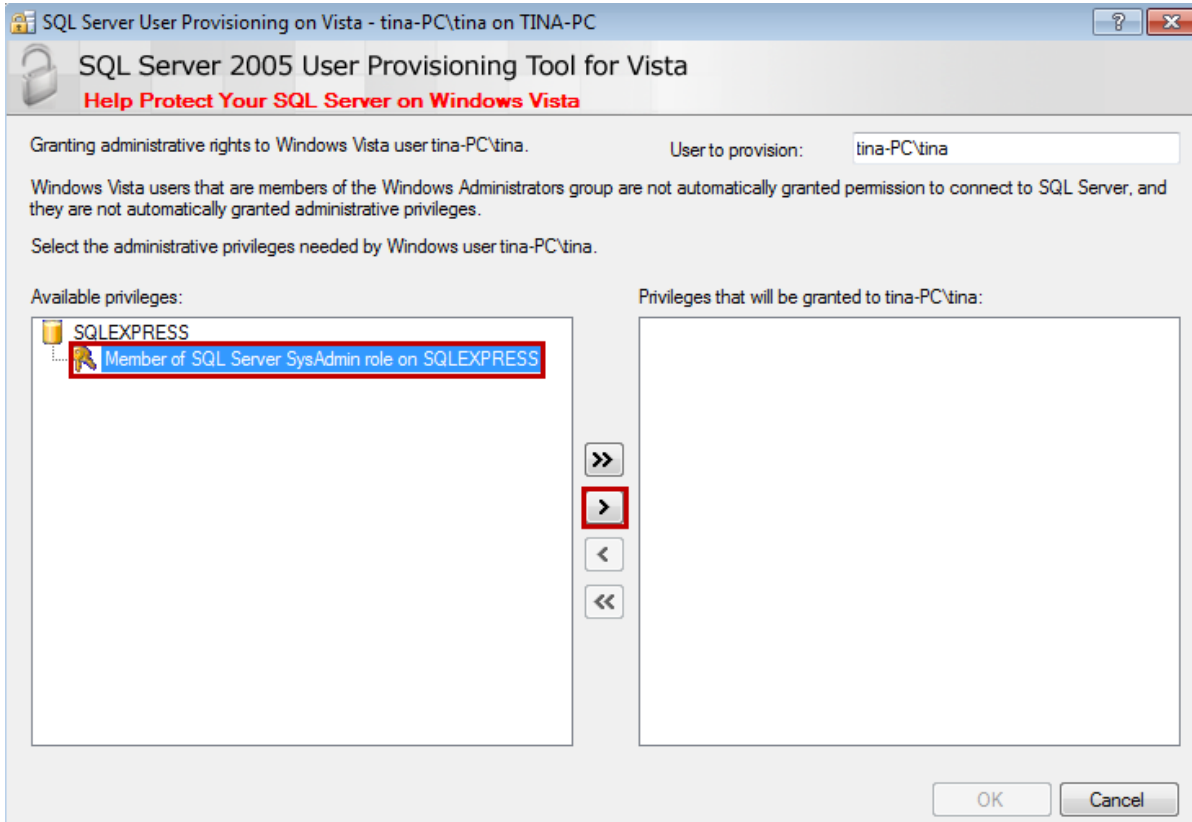 SQL Server User Provisioning on Vista - tina-PC\tina on TINA-PC
SQL Server 2005 User Provisioning Tool for Vista
Help Protect Your SQL Server on Windows Vista
Granting administrative rights to Windows Vista user tina-PC\tina.
User to provision:
tina-PC\tina
Windows Vista users that are members of the Windows Administrators group are not automatically granted permission to connect to SQL Server, and
they are not automatically granted administrative privileges.
Select the administrative privileges needed by Windows user tina-PC\tina.
Available privileges:
Privileges that will be granted to tina-PC\tina:
SQLEXPRESS
Member of SQL Server SysAdmin role on SQLEXPRESS
>>
>
<
<<
OK
Cancel